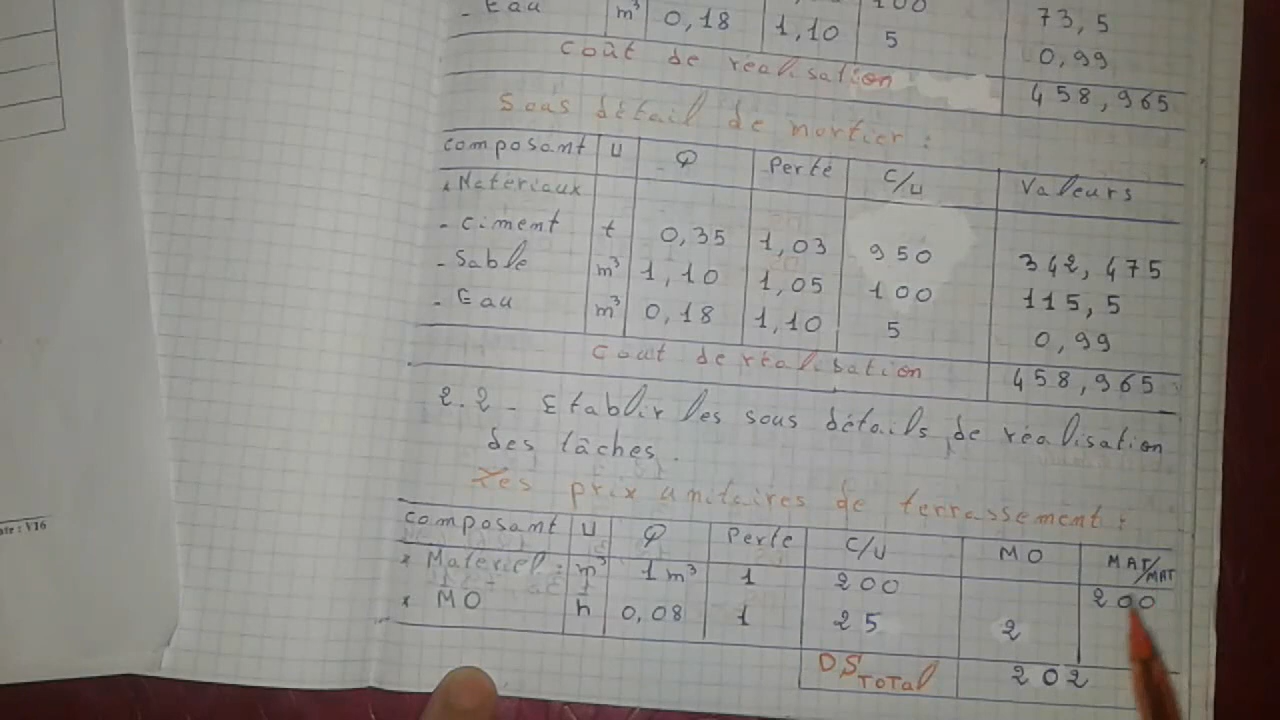 - Eau m³ 0,18 1,10 5 73,5
0,99
Coût de réalisation 458,965
Sous détail de mortier :
composant U Q Perte C/U Valeurs
* Matériaux
- Ciment t 0,35 1,03 950 342,475
- Sable m³ 1,10 1,05 100 115,5
- Eau m³ 0,18 1,10 5 0,99
Coût de réalisation 458,965
2.2 - Etablir les sous détails de réalisation
des tâches.
Les prix unitaires de terrassement :
composant U Q Perte C/U MO MAT/MAT
* Matériel : m³ 1m³ 1 200 200
* MO h 0,08 1 25 2
DS TOTAL 202
: V16